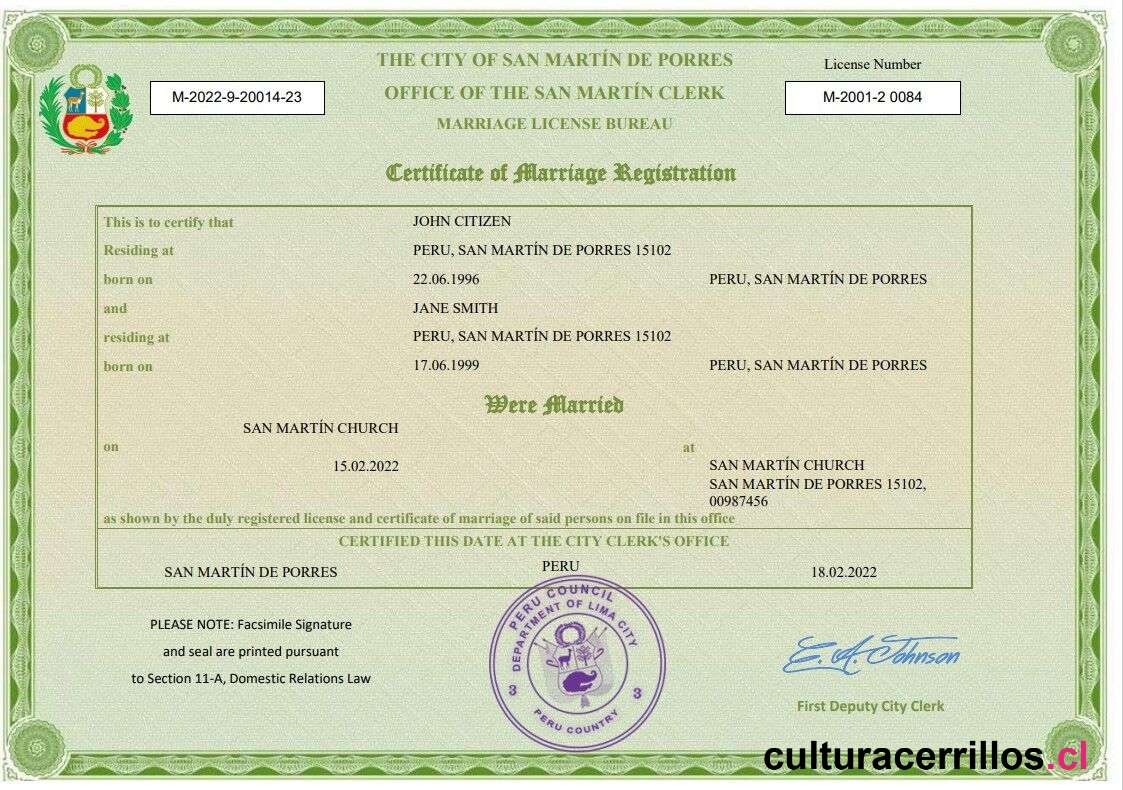 THE CITY OF SAN MARTÍN DE PORRES
License Number
M-2022-9-20014-23
OFFICE OF THE SAN MARTÍN CLERK
M-2001-2 0084
MARRIAGE LICENSE BUREAU
Certificate of Marriage Registration
This is to certify that JOHN CITIZEN
Residing at PERU, SAN MARTÍN DE PORRES 15102
born on 22.06.1996 PERU, SAN MARTÍN DE PORRES
and JANE SMITH
residing at PERU, SAN MARTÍN DE PORRES 15102
born on 17.06.1999 PERU, SAN MARTÍN DE PORRES
Were Married
SAN MARTÍN CHURCH
on at
15.02.2022
SAN MARTÍN CHURCH
SAN MARTÍN DE PORRES 15102,
00987456
as shown by the duly registered license and certificate of marriage of said persons on file in this office
CERTIFIED THIS DATE AT THE CITY CLERK'S OFFICE
SAN MARTÍN DE PORRES PERU 18.02.2022
PERU COUNCIL
DEPARTMENT OF LIMA CITY
3 3
PERU COUNTRY
PLEASE NOTE: Facsimile Signature
and seal are printed pursuant
to Section 11-A, Domestic Relations Law
E. A. Johnson
First Deputy City Clerk
culturacerrillos.cl